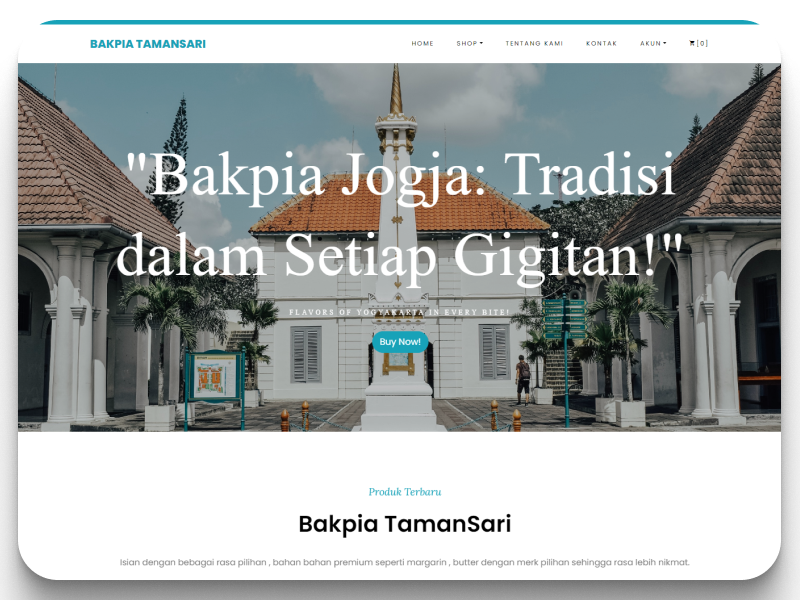 BAKPIA TAMANSARI
HOME SHOP TENTANG KAMI KONTAK AKUN [0]
"Bakpia Jogja: Tradisi
dalam Setiap Gigitan!"
FLAVORS OF YOGYAKARTA IN EVERY BITE!
Buy Now!
Produk Terbaru
Bakpia TamanSari
Isian dengan bebagai rasa pilihan , bahan bahan premium seperti margarin , butter dengan merk pilihan sehingga rasa lebih nikmat.